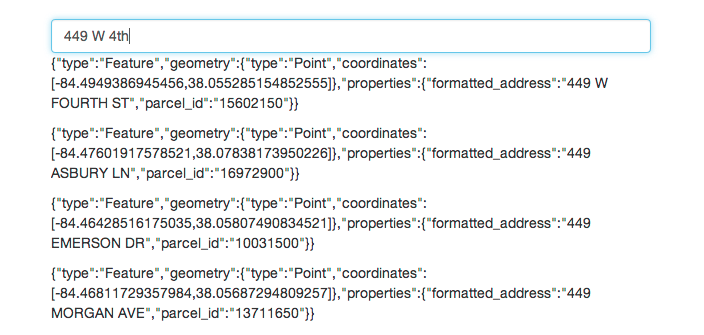 449 W 4th
{"type":"Feature","geometry":{"type":"Point","coordinates":
[-84.4949386945456,38.055285154852555]},"properties":{"formatted_address":"449 W
FOURTH ST","parcel_id":"15602150"}}
{"type":"Feature","geometry":{"type":"Point","coordinates":
[-84.47601917578521,38.07838173950226]},"properties":{"formatted_address":"449
ASBURY LN","parcel_id":"16972900"}}
{"type":"Feature","geometry":{"type":"Point","coordinates":
[-84.46428516175035,38.05807490834521]},"properties":{"formatted_address":"449
EMERSON DR","parcel_id":"10031500"}}
{"type":"Feature","geometry":{"type":"Point","coordinates":
[-84.46811729357984,38.05687294809257]},"properties":{"formatted_address":"449
MORGAN AVE","parcel_id":"13711650"}}